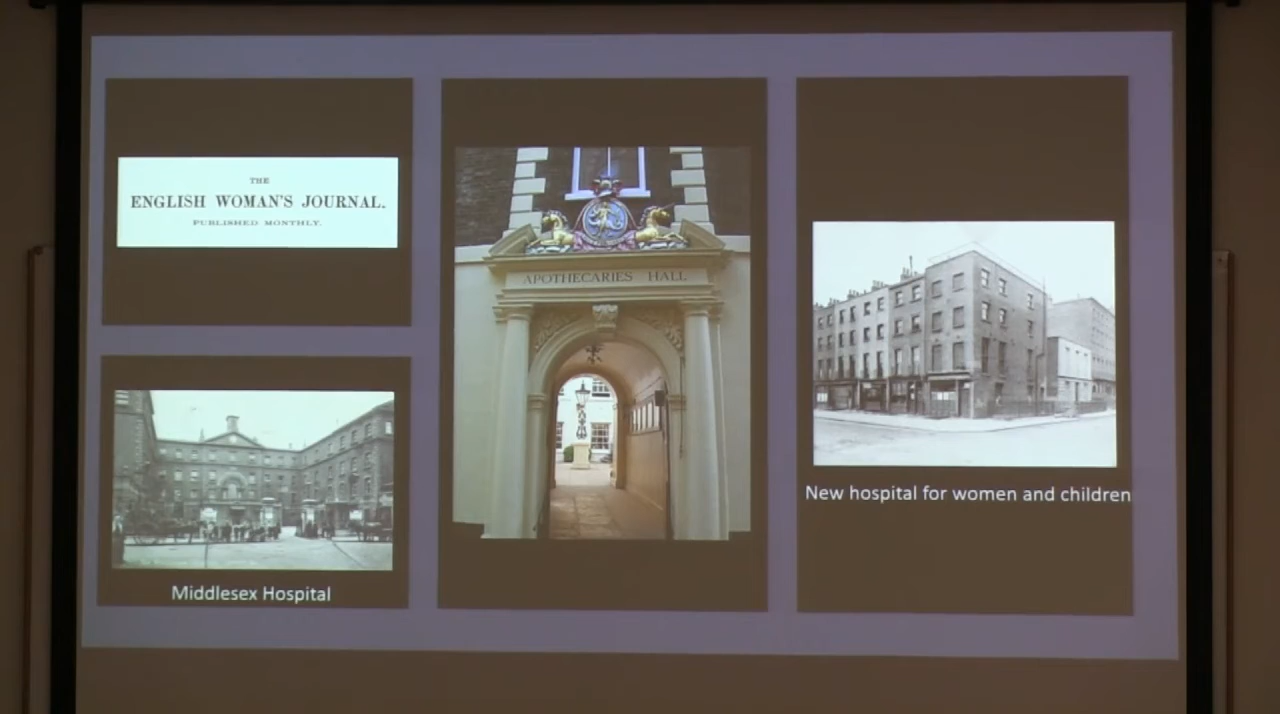 THE
ENGLISH WOMAN'S JOURNAL.
PUBLISHED MONTHLY.
Middlesex Hospital
APOTHECARIES HALL
New hospital for women and children